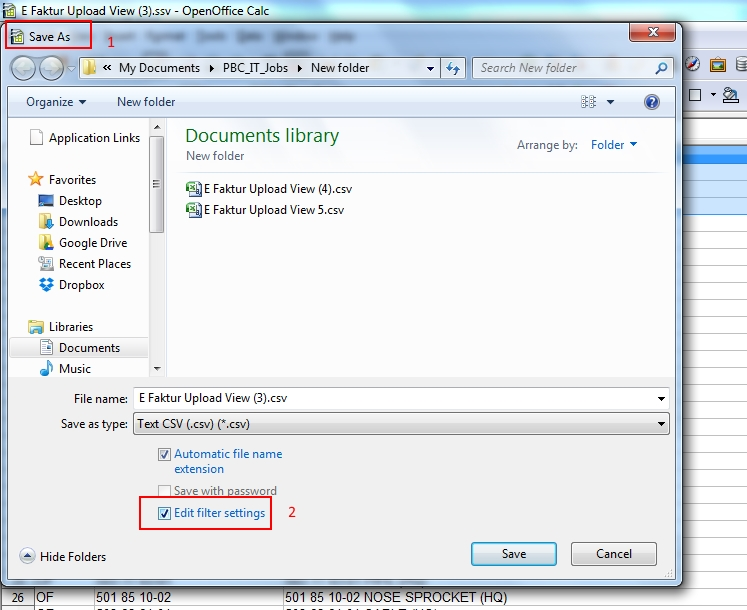 E Faktur Upload View (3).ssv - OpenOffice Calc
Save As
1
« My Documents ▸ PBC_IT_Jobs ▸ New folder
Search New folder
Organize
New folder
Application Links
Favorites
Desktop
Downloads
Google Drive
Recent Places
Dropbox
Libraries
Documents
Music
Documents library
New folder
Arrange by: Folder
E Faktur Upload View (4).csv
E Faktur Upload View 5.csv
File name: E Faktur Upload View (3).csv
Save as type: Text CSV (.csv) (*.csv)
Automatic file name
extension
Save with password
Edit filter settings
2
Hide Folders
Save
Cancel
26 OF 501 85 10-02 501 85 10-02 NOSE SPROCKET (HQ)